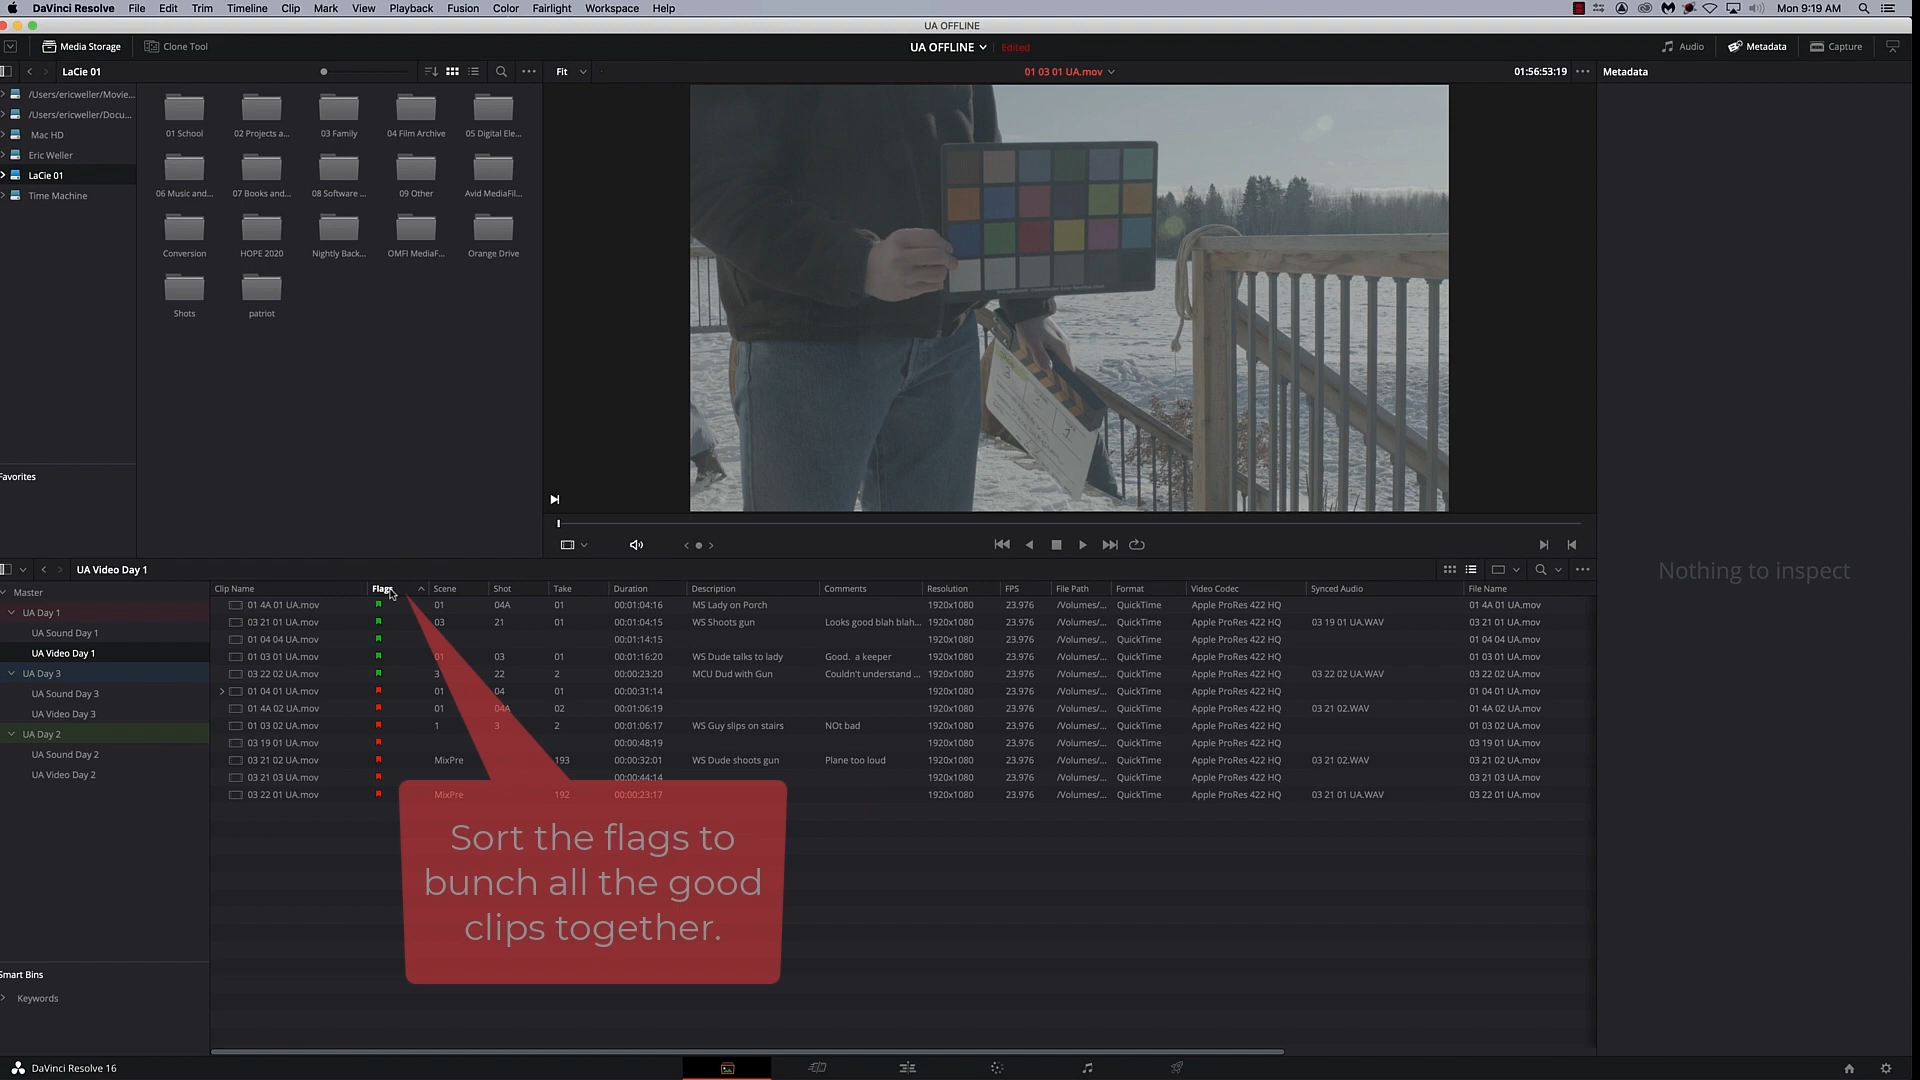 DaVinci Resolve File Edit Trim Timeline Clip Mark View Playback Fusion Color Fairlight Workspace Help Mon 9:19 AM
UA OFFLINE
Media Storage Clone Tool UA OFFLINE Edited Audio Metadata Capture
LaCie 01 Fit 01 03 01 UA.mov 01:56:53:19 Metadata
/Users/ericweller/Movie...
/Users/ericweller/Docu...
Mac HD
Eric Weller
LaCie 01
Time Machine
01 School 02 Projects a... 03 Family 04 Film Archive 05 Digital Ele...
06 Music and... 07 Books and... 08 Software ... 09 Other Avid MediaFil...
Conversion HOPE 2020 Nightly Back... OMFI MediaF... Orange Drive
Shots patriot
Favorites
Nothing to inspect
UA Video Day 1
Master
UA Day 1
UA Sound Day 1
UA Video Day 1
UA Day 3
UA Sound Day 3
UA Video Day 3
UA Day 2
UA Sound Day 2
UA Video Day 2
Smart Bins
Keywords
Clip Name Flags Scene Shot Take Duration Description Comments Resolution FPS File Path Format Video Codec Synced Audio File Name
01 4A 01 UA.mov 01 04A 01 00:01:04:16 MS Lady on Porch 1920x1080 23.976 /Volumes/... QuickTime Apple ProRes 422 HQ 01 4A 01 UA.mov
03 21 01 UA.mov 03 21 01 00:01:04:15 WS Shoots gun Looks good blah blah... 1920x1080 23.976 /Volumes/... QuickTime Apple ProRes 422 HQ 03 19 01 UA.WAV 03 21 01 UA.mov
01 04 04 UA.mov 00:01:14:15 1920x1080 23.976 /Volumes/... QuickTime Apple ProRes 422 HQ 01 04 04 UA.mov
01 03 01 UA.mov 01 03 01 00:01:16:20 WS Dude talks to lady Good. a keeper 1920x1080 23.976 /Volumes/... QuickTime Apple ProRes 422 HQ 01 03 01 UA.mov
03 22 02 UA.mov 3 22 2 00:00:23:20 MCU Dud with Gun Couldn't understand ... 1920x1080 23.976 /Volumes/... QuickTime Apple ProRes 422 HQ 03 22 02 UA.WAV 03 22 02 UA.mov
01 04 01 UA.mov 01 04 01 00:00:31:14 1920x1080 23.976 /Volumes/... QuickTime Apple ProRes 422 HQ 01 04 01 UA.mov
01 4A 02 UA.mov 01 04A 02 00:01:06:19 1920x1080 23.976 /Volumes/... QuickTime Apple ProRes 422 HQ 03 21 02.WAV 01 4A 02 UA.mov
01 03 02 UA.mov 1 3 2 00:01:06:17 WS Guy slips on stairs NOt bad 1920x1080 23.976 /Volumes/... QuickTime Apple ProRes 422 HQ 01 03 02 UA.mov
03 19 01 UA.mov 00:00:48:19 1920x1080 23.976 /Volumes/... QuickTime Apple ProRes 422 HQ 03 19 01 UA.mov
03 21 02 UA.mov MixPre 193 00:00:32:01 WS Dude shoots gun Plane too loud 1920x1080 23.976 /Volumes/... QuickTime Apple ProRes 422 HQ 03 21 02.WAV 03 21 02 UA.mov
03 21 03 UA.mov 00:00:44:14 1920x1080 23.976 /Volumes/... QuickTime Apple ProRes 422 HQ 03 21 03 UA.mov
03 22 01 UA.mov MixPre 192 00:00:23:17 1920x1080 23.976 /Volumes/... QuickTime Apple ProRes 422 HQ 03 21 01 UA.WAV 03 22 01 UA.mov
Sort the flags to
bunch all the good
clips together.
DaVinci Resolve 16